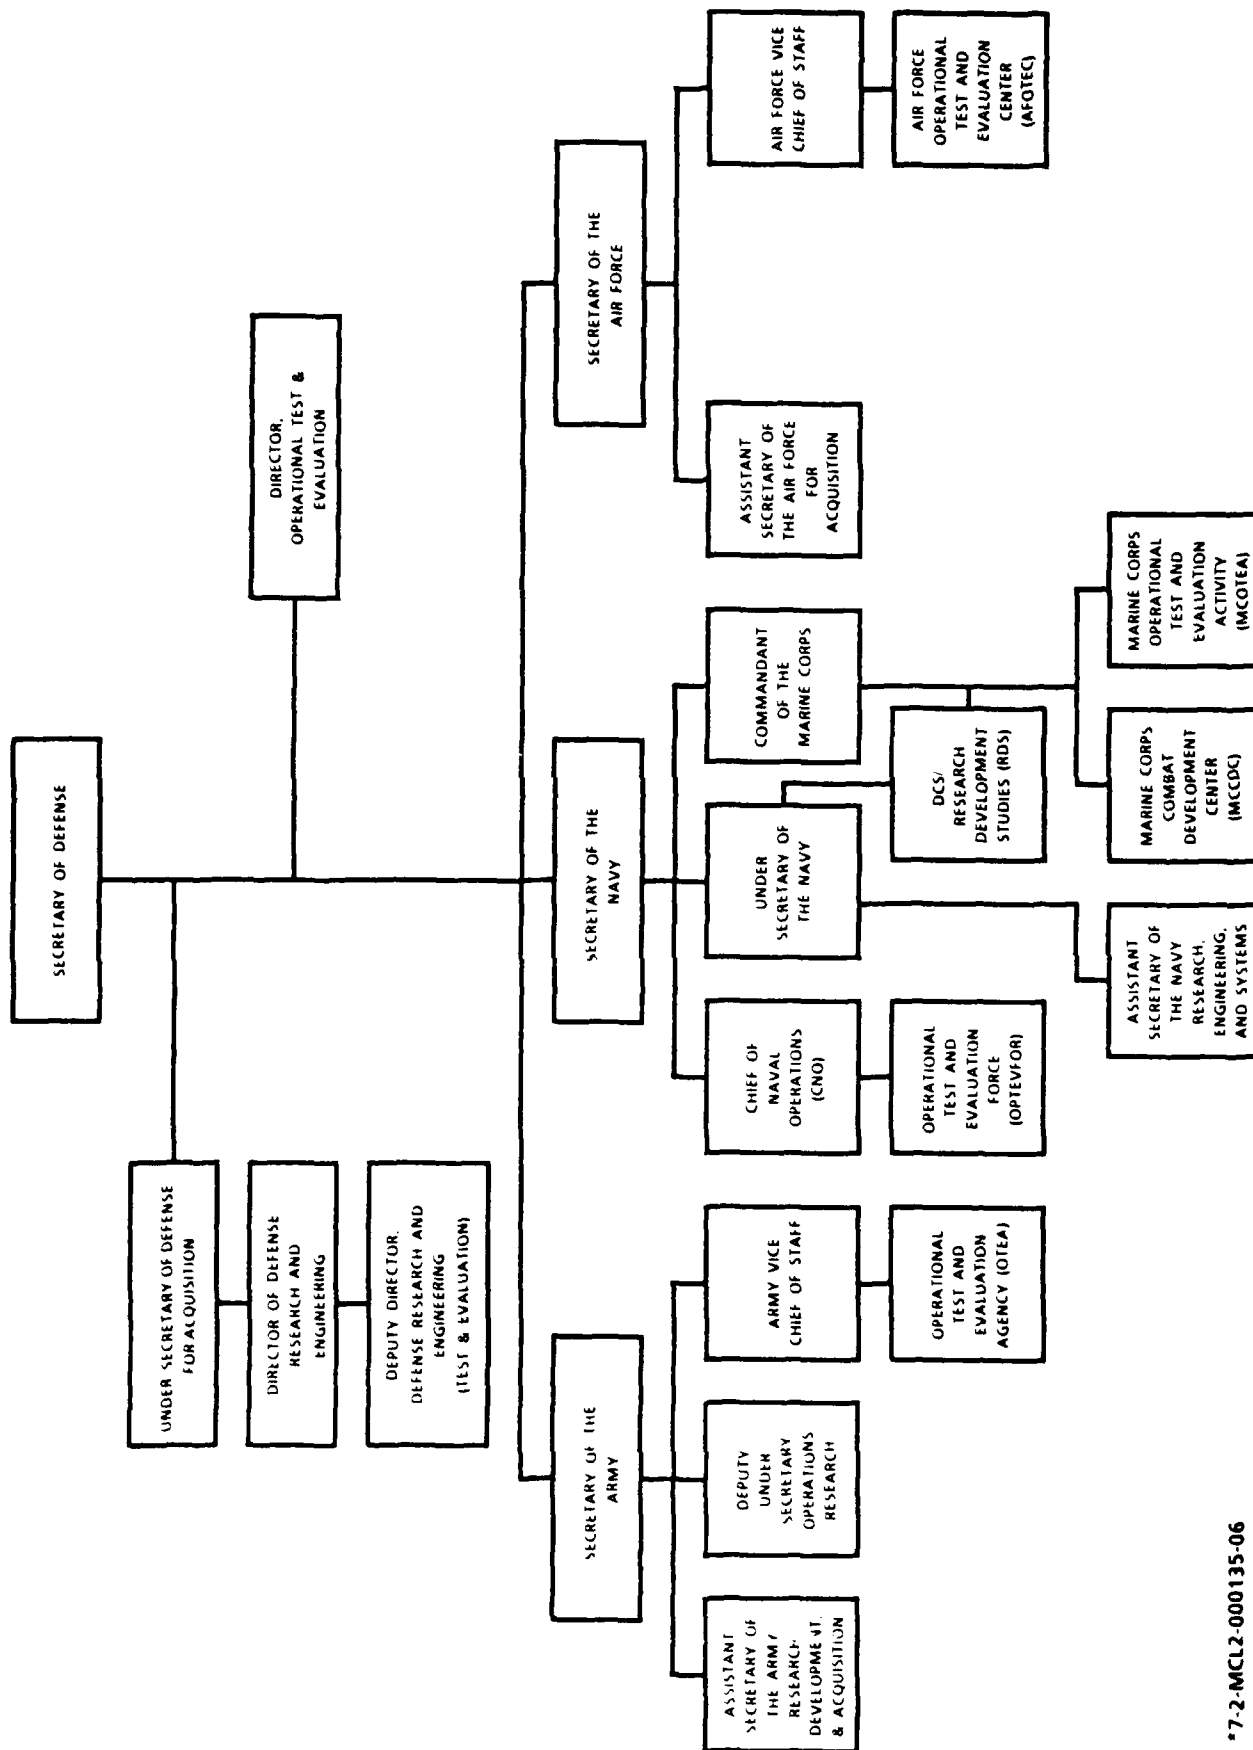 SECRETARY OF DEFENSE
UNDER SECRETARY OF DEFENSE
FOR ACQUISITION
DIRECTOR OF DEFENSE
RESEARCH AND
ENGINEERING
DEPUTY DIRECTOR,
DEFENSE RESEARCH AND
ENGINEERING
(TEST & EVALUATION)
DIRECTOR,
OPERATIONAL TEST &
EVALUATION
SECRETARY OF THE
ARMY
SECRETARY OF THE
NAVY
SECRETARY OF THE
AIR FORCE
ASSISTANT
SECRETARY OF
THE ARMY
RESEARCH
DEVELOPMENT,
& ACQUISITION
DEPUTY
UNDER
SECRETARY
OPERATIONS
RESEARCH
ARMY VICE
CHIEF OF STAFF
CHIEF OF
NAVAL
OPERATIONS
(CNO)
UNDER
SECRETARY OF
THE NAVY
COMMANDANT
OF THE
MARINE CORPS
ASSISTANT
SECRETARY OF
THE AIR FORCE
FOR
ACQUISITION
AIR FORCE VICE
CHIEF OF STAFF
OPERATIONAL
TEST AND
EVALUATION
AGENCY (OTEA)
OPERATIONAL
TEST AND
EVALUATION
FORCE
(OPTEVFOR)
DCS/
RESEARCH
DEVELOPMENT
STUDIES (RDS)
AIR FORCE
OPERATIONAL
TEST AND
EVALUATION
CENTER
(AFOTEC)
ASSISTANT
SECRETARY OF
THE NAVY
RESEARCH,
ENGINEERING,
AND SYSTEMS
MARINE CORPS
COMBAT
DEVELOPMENT
CENTER
(MCCDC)
MARINE CORPS
OPERATIONAL
TEST AND
EVALUATION
ACTIVITY
(MCOTEA)
*7-2-MCL2-000135-06